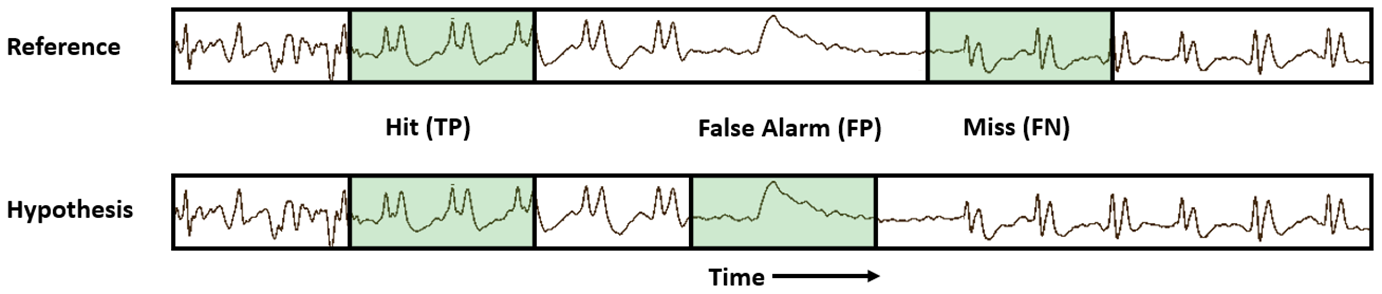 Reference
Hit (TP) False Alarm (FP) Miss (FN)
Hypothesis
Time